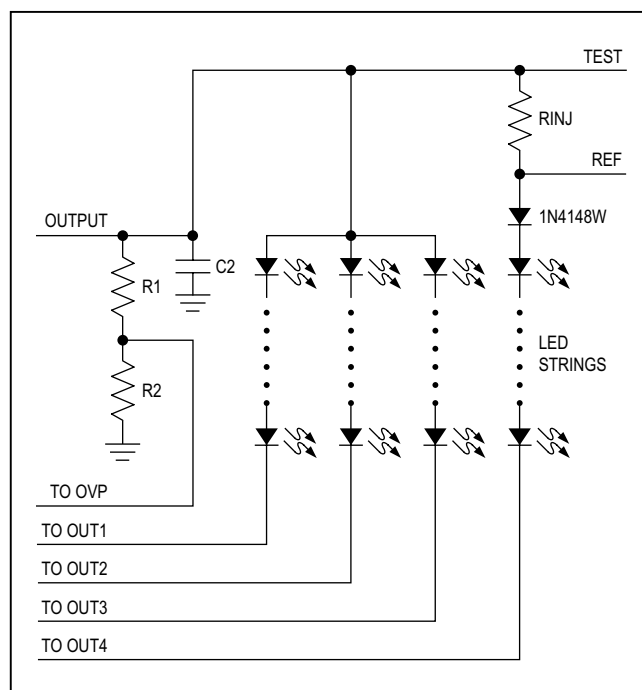 TEST
RINJ
REF
OUTPUT
1N4148W
C2
R1
LED
STRINGS
R2
TO OVP
TO OUT1
TO OUT2
TO OUT3
TO OUT4